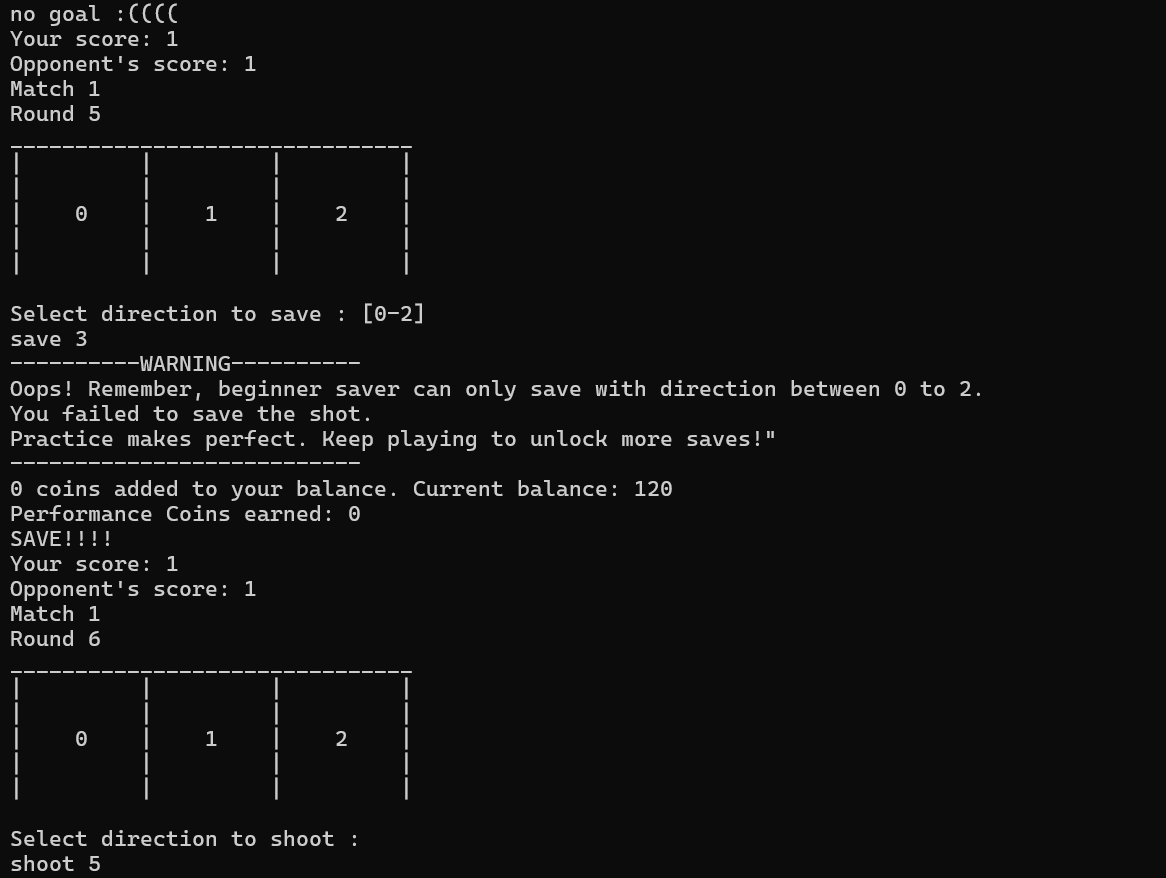 no goal :((((
Your score: 1
Opponent's score: 1
Match 1
Round 5
_______________________________
|         |         |         |
|         |         |         |
|    0    |    1    |    2    |
|         |         |         |
|         |         |         |
Select direction to save : [0-2]
save 3
----------WARNING----------
Oops! Remember, beginner saver can only save with direction between 0 to 2.
You failed to save the shot.
Practice makes perfect. Keep playing to unlock more saves!"
---------------------------
0 coins added to your balance. Current balance: 120
Performance Coins earned: 0
SAVE!!!!
Your score: 1
Opponent's score: 1
Match 1
Round 6
_______________________________
|         |         |         |
|         |         |         |
|    0    |    1    |    2    |
|         |         |         |
|         |         |         |
Select direction to shoot :
shoot 5